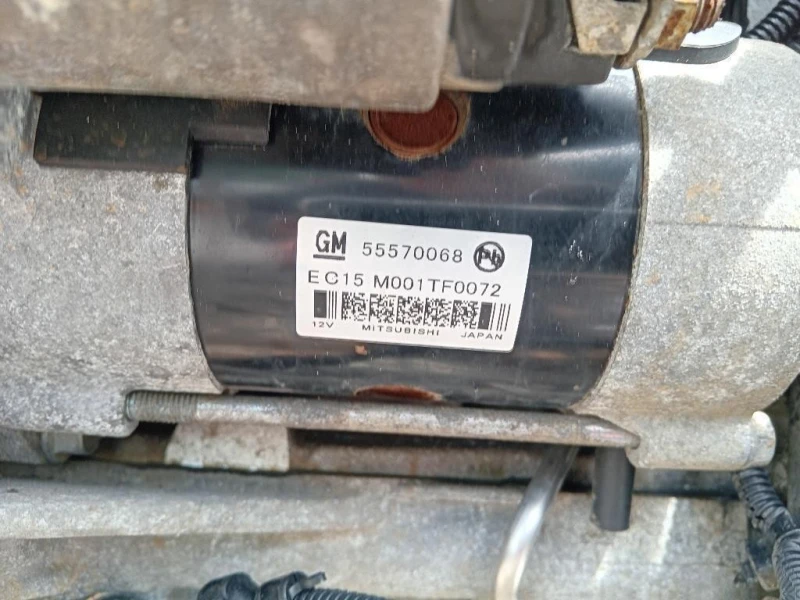 GM 55570068 Pb
EC15 M001TF0072
12V MITSUBISHI JAPAN